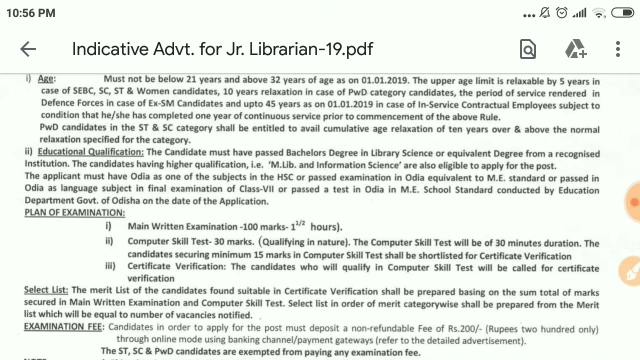 10:56 PM
Indicative Advt. for Jr. Librarian-19.pdf
i) Age: Must not be below 21 years and above 32 years of age as on 01.01.2019. The upper age limit is relaxable by 5 years in
case of SEBC, SC, ST & Women candidates, 10 years relaxation in case of PwD category candidates, the period of service rendered in
Defence Forces in case of Ex-SM Candidates and upto 45 years as on 01.01.2019 in case of In-Service Contractual Employees subject to
condition that he/she has completed one year of continuous service prior to commencement of the above Rule.
PwD candidates in the ST & SC category shall be entitled to avail cumulative age relaxation of ten years over & above the normal
relaxation specified for the category.
ii) Educational Qualification: The Candidate must have passed Bachelors Degree in Library Science or equivalent Degree from a recognised
Institution. The candidates having higher qualification, i.e. 'M.Lib. and Information Science' are also eligible to apply for the post.
The applicant must have Odia as one of the subjects in the HSC or passed examination in Odia equivalent to M.E. standard or passed in
Odia as language subject in final examination of Class-VII or passed a test in Odia in M.E. School Standard conducted by Education
Department Govt. of Odisha on the date of the Application.
PLAN OF EXAMINATION:
i) Main Written Examination -100 marks- 1 1/2 hours).
ii) Computer Skill Test- 30 marks. (Qualifying in nature). The Computer Skill Test will be of 30 minutes duration. The
candidates securing minimum 15 marks in Computer Skill Test shall be shortlisted for Certificate Verification
iii) Certificate Verification: The candidates who will qualify in Computer Skill Test will be called for certificate
verification
Select List: The merit List of the candidates found suitable in Certificate Verification shall be prepared basing on the sum total of marks
secured in Main Written Examination and Computer Skill Test. Select list in order of merit categorywise shall be prepared from the Merit
list which will be equal to number of vacancies notified.
EXAMINATION FEE: Candidates in order to apply for the post must deposit a non-refundable Fee of Rs.200/- (Rupees two hundred only)
through online mode using banking channel/payment gateways (refer to the detailed advertisement).
The ST, SC & PwD candidates are exempted from paying any examination fee.